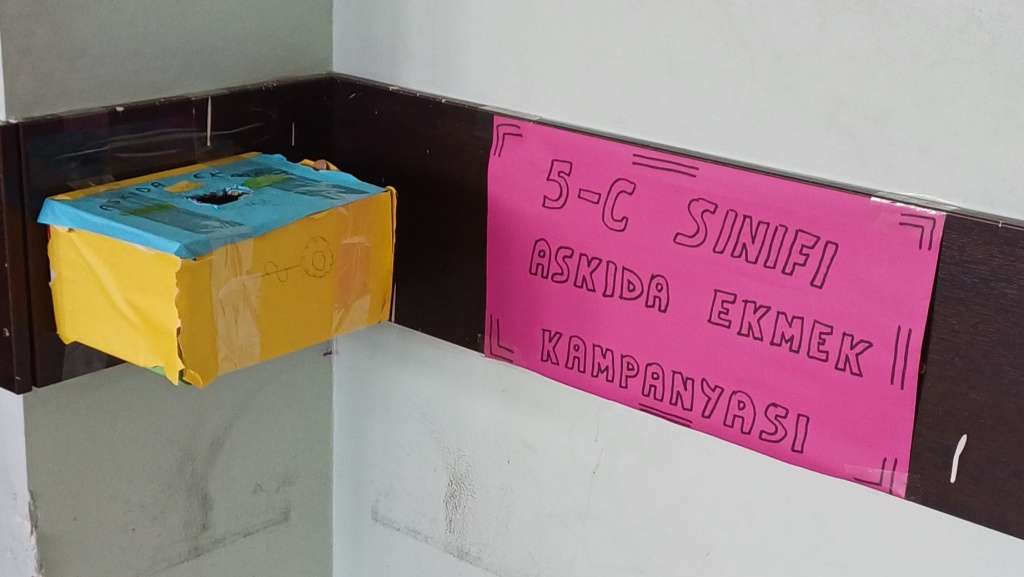 5-C SINIFI
ASKIDA EKMEK
KAMPANYASI